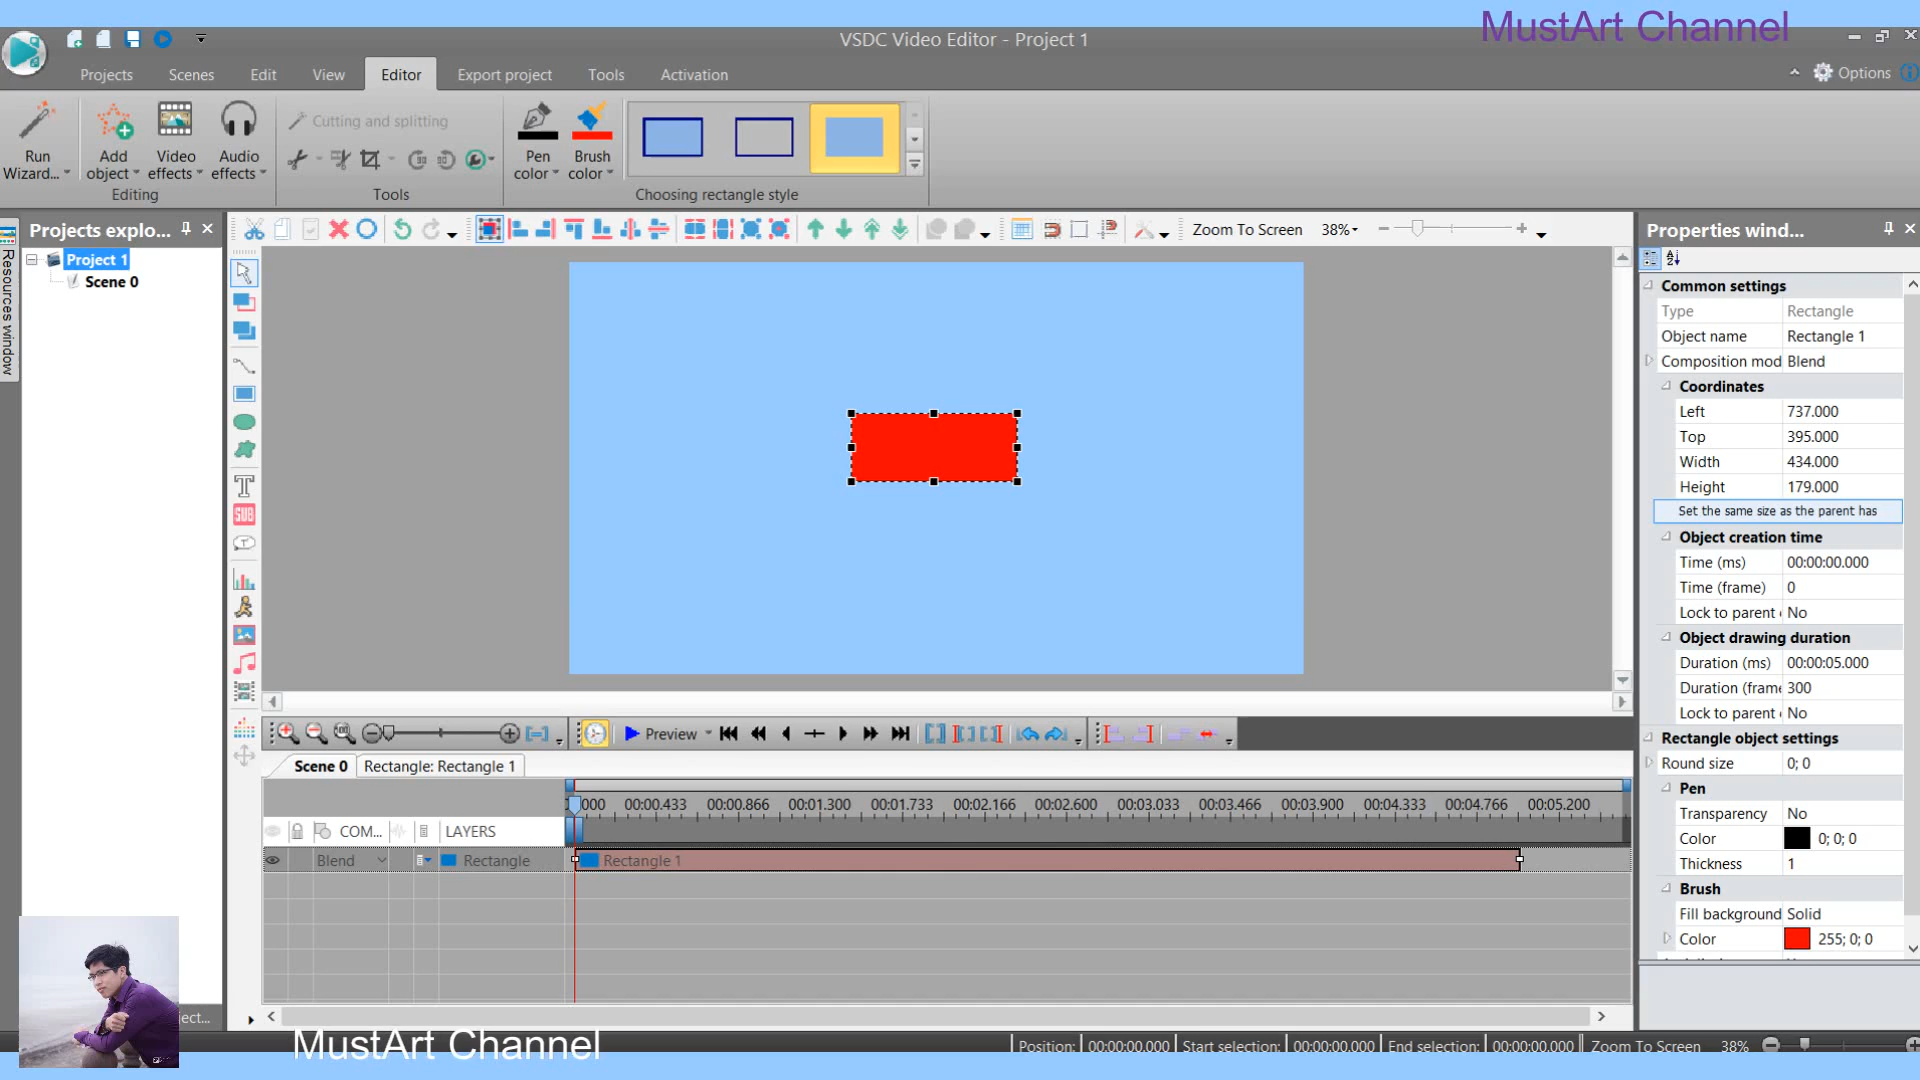 MustArt Channel
VSDC Video Editor - Project 1
Projects
Scenes
Edit
View
Editor
Export project
Tools
Activation
Options
Run
Wizard...
Add
object
Video
effects
Audio
effects
Editing
Cutting and splitting
Tools
Pen
color
Brush
color
Choosing rectangle style
Resources window
Projects explo...
Project 1
Scene 0
Zoom To Screen
38%
T
SUB
Properties wind...
Common settings
Type Rectangle
Object name Rectangle 1
Composition mod Blend
Coordinates
Left 737.000
Top 395.000
Width 434.000
Height 179.000
Set the same size as the parent has
Object creation time
Time (ms) 00:00:00.000
Time (frame) 0
Lock to parent No
Object drawing duration
Duration (ms) 00:00:05.000
Duration (frame 300
Lock to parent No
Rectangle object settings
Round size 0; 0
Pen
Transparency No
Color 0; 0; 0
Thickness 1
Brush
Fill background Solid
Color 255; 0; 0
Preview
Scene 0
Rectangle: Rectangle 1
000 00:00.433 00:00.866 00:01.300 00:01.733 00:02.166 00:02.600 00:03.033 00:03.466 00:03.900 00:04.333 00:04.766 00:05.200
COM... LAYERS
Blend Rectangle
Rectangle 1
ject...
MustArt Channel
Position: 00:00:00.000 Start selection: 00:00:00.000 End selection: 00:00:00.000 Zoom To Screen 38%